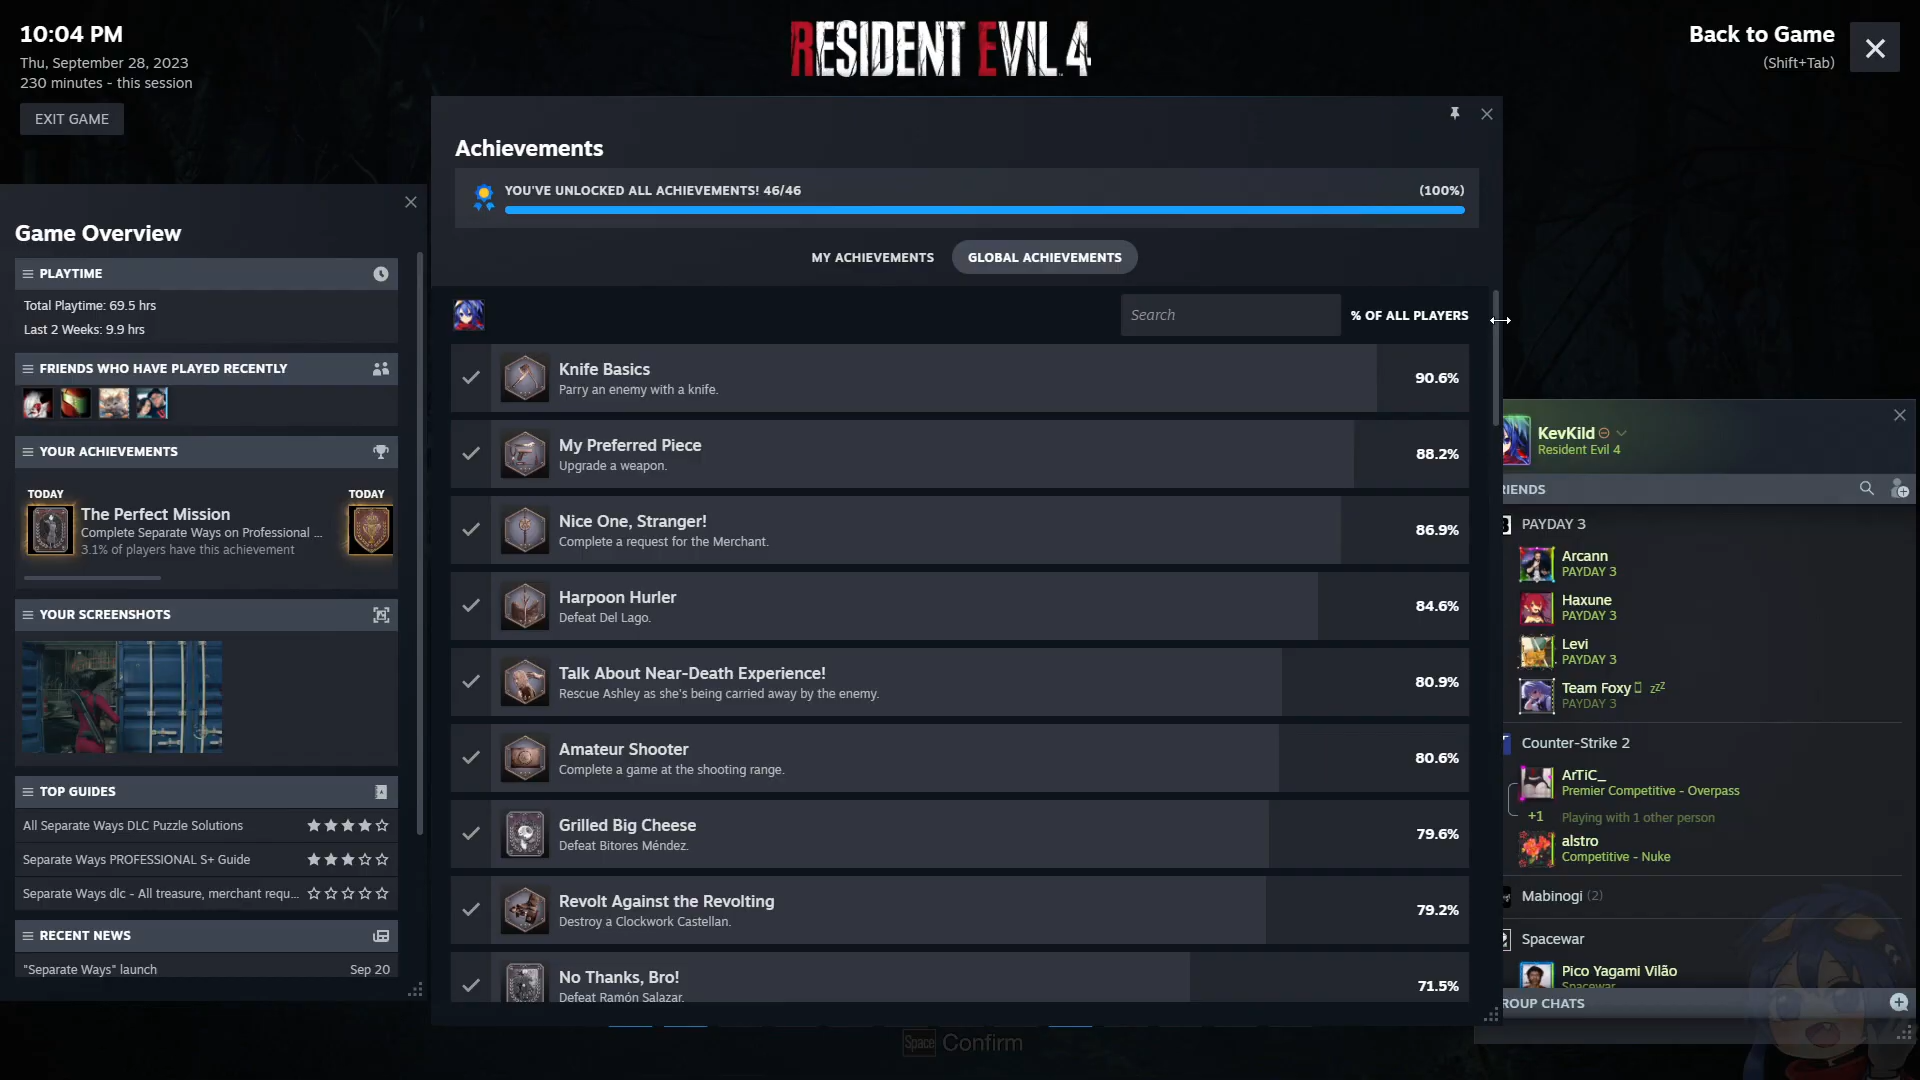 10:04 PM
Thu, September 28, 2023
230 minutes - this session
EXIT GAME
RESIDENT EVIL 4
Back to Game
(Shift+Tab)
Game Overview
PLAYTIME
Total Playtime: 69.5 hrs
Last 2 Weeks: 9.9 hrs
FRIENDS WHO HAVE PLAYED RECENTLY
YOUR ACHIEVEMENTS
TODAY
The Perfect Mission
Complete Separate Ways on Professional ...
3.1% of players have this achievement
TODAY
YOUR SCREENSHOTS
TOP GUIDES
All Separate Ways DLC Puzzle Solutions
Separate Ways PROFESSIONAL S+ Guide
Separate Ways dlc - All treasure, merchant requ...
RECENT NEWS
"Separate Ways" launch Sep 20
Achievements
YOU'VE UNLOCKED ALL ACHIEVEMENTS! 46/46 (100%)
MY ACHIEVEMENTS GLOBAL ACHIEVEMENTS
Search % OF ALL PLAYERS
Knife Basics
Parry an enemy with a knife.
90.6%
My Preferred Piece
Upgrade a weapon.
88.2%
Nice One, Stranger!
Complete a request for the Merchant.
86.9%
Harpoon Hurler
Defeat Del Lago.
84.6%
Talk About Near-Death Experience!
Rescue Ashley as she's being carried away by the enemy.
80.9%
Amateur Shooter
Complete a game at the shooting range.
80.6%
Grilled Big Cheese
Defeat Bitores Méndez.
79.6%
Revolt Against the Revolting
Destroy a Clockwork Castellan.
79.2%
No Thanks, Bro!
Defeat Ramón Salazar.
71.5%
Space Confirm
KevKild
Resident Evil 4
RIENDS
PAYDAY 3
Arcann
PAYDAY 3
Haxune
PAYDAY 3
Levi
PAYDAY 3
Team Foxy zzz
PAYDAY 3
Counter-Strike 2
ArTiC_
Premier Competitive - Overpass
+1 Playing with 1 other person
alstro
Competitive - Nuke
Mabinogi (2)
Spacewar
Pico Yagami Vilão
Spacewar
ROUP CHATS